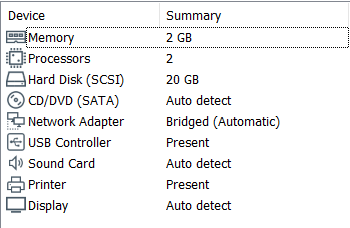 Device Summary
Memory 2 GB
Processors 2
Hard Disk (SCSI) 20 GB
CD/DVD (SATA) Auto detect
Network Adapter Bridged (Automatic)
USB Controller Present
Sound Card Auto detect
Printer Present
Display Auto detect